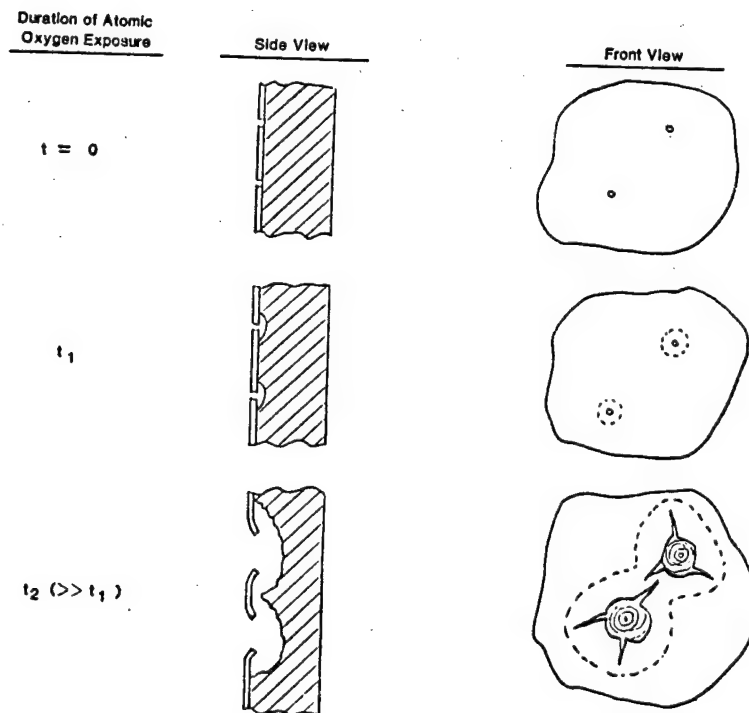 Duration of Atomic
Oxygen Exposure
Side View
Front View
t = 0
t₁
t₂ (>> t₁)